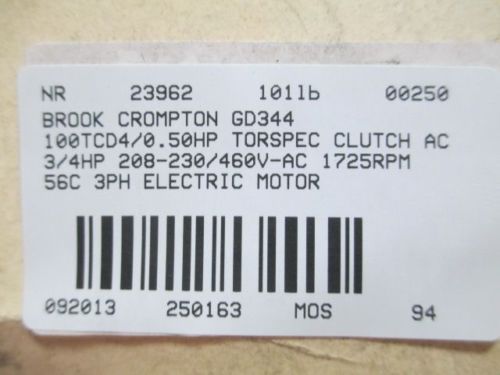 NR 23962 101lb 00250
BROOK CROMPTON GD344
100TCD4/0.50HP TORSPEC CLUTCH AC
3/4HP 208-230/460V-AC 1725RPM
56C 3PH ELECTRIC MOTOR
092013 250163 MOS 94